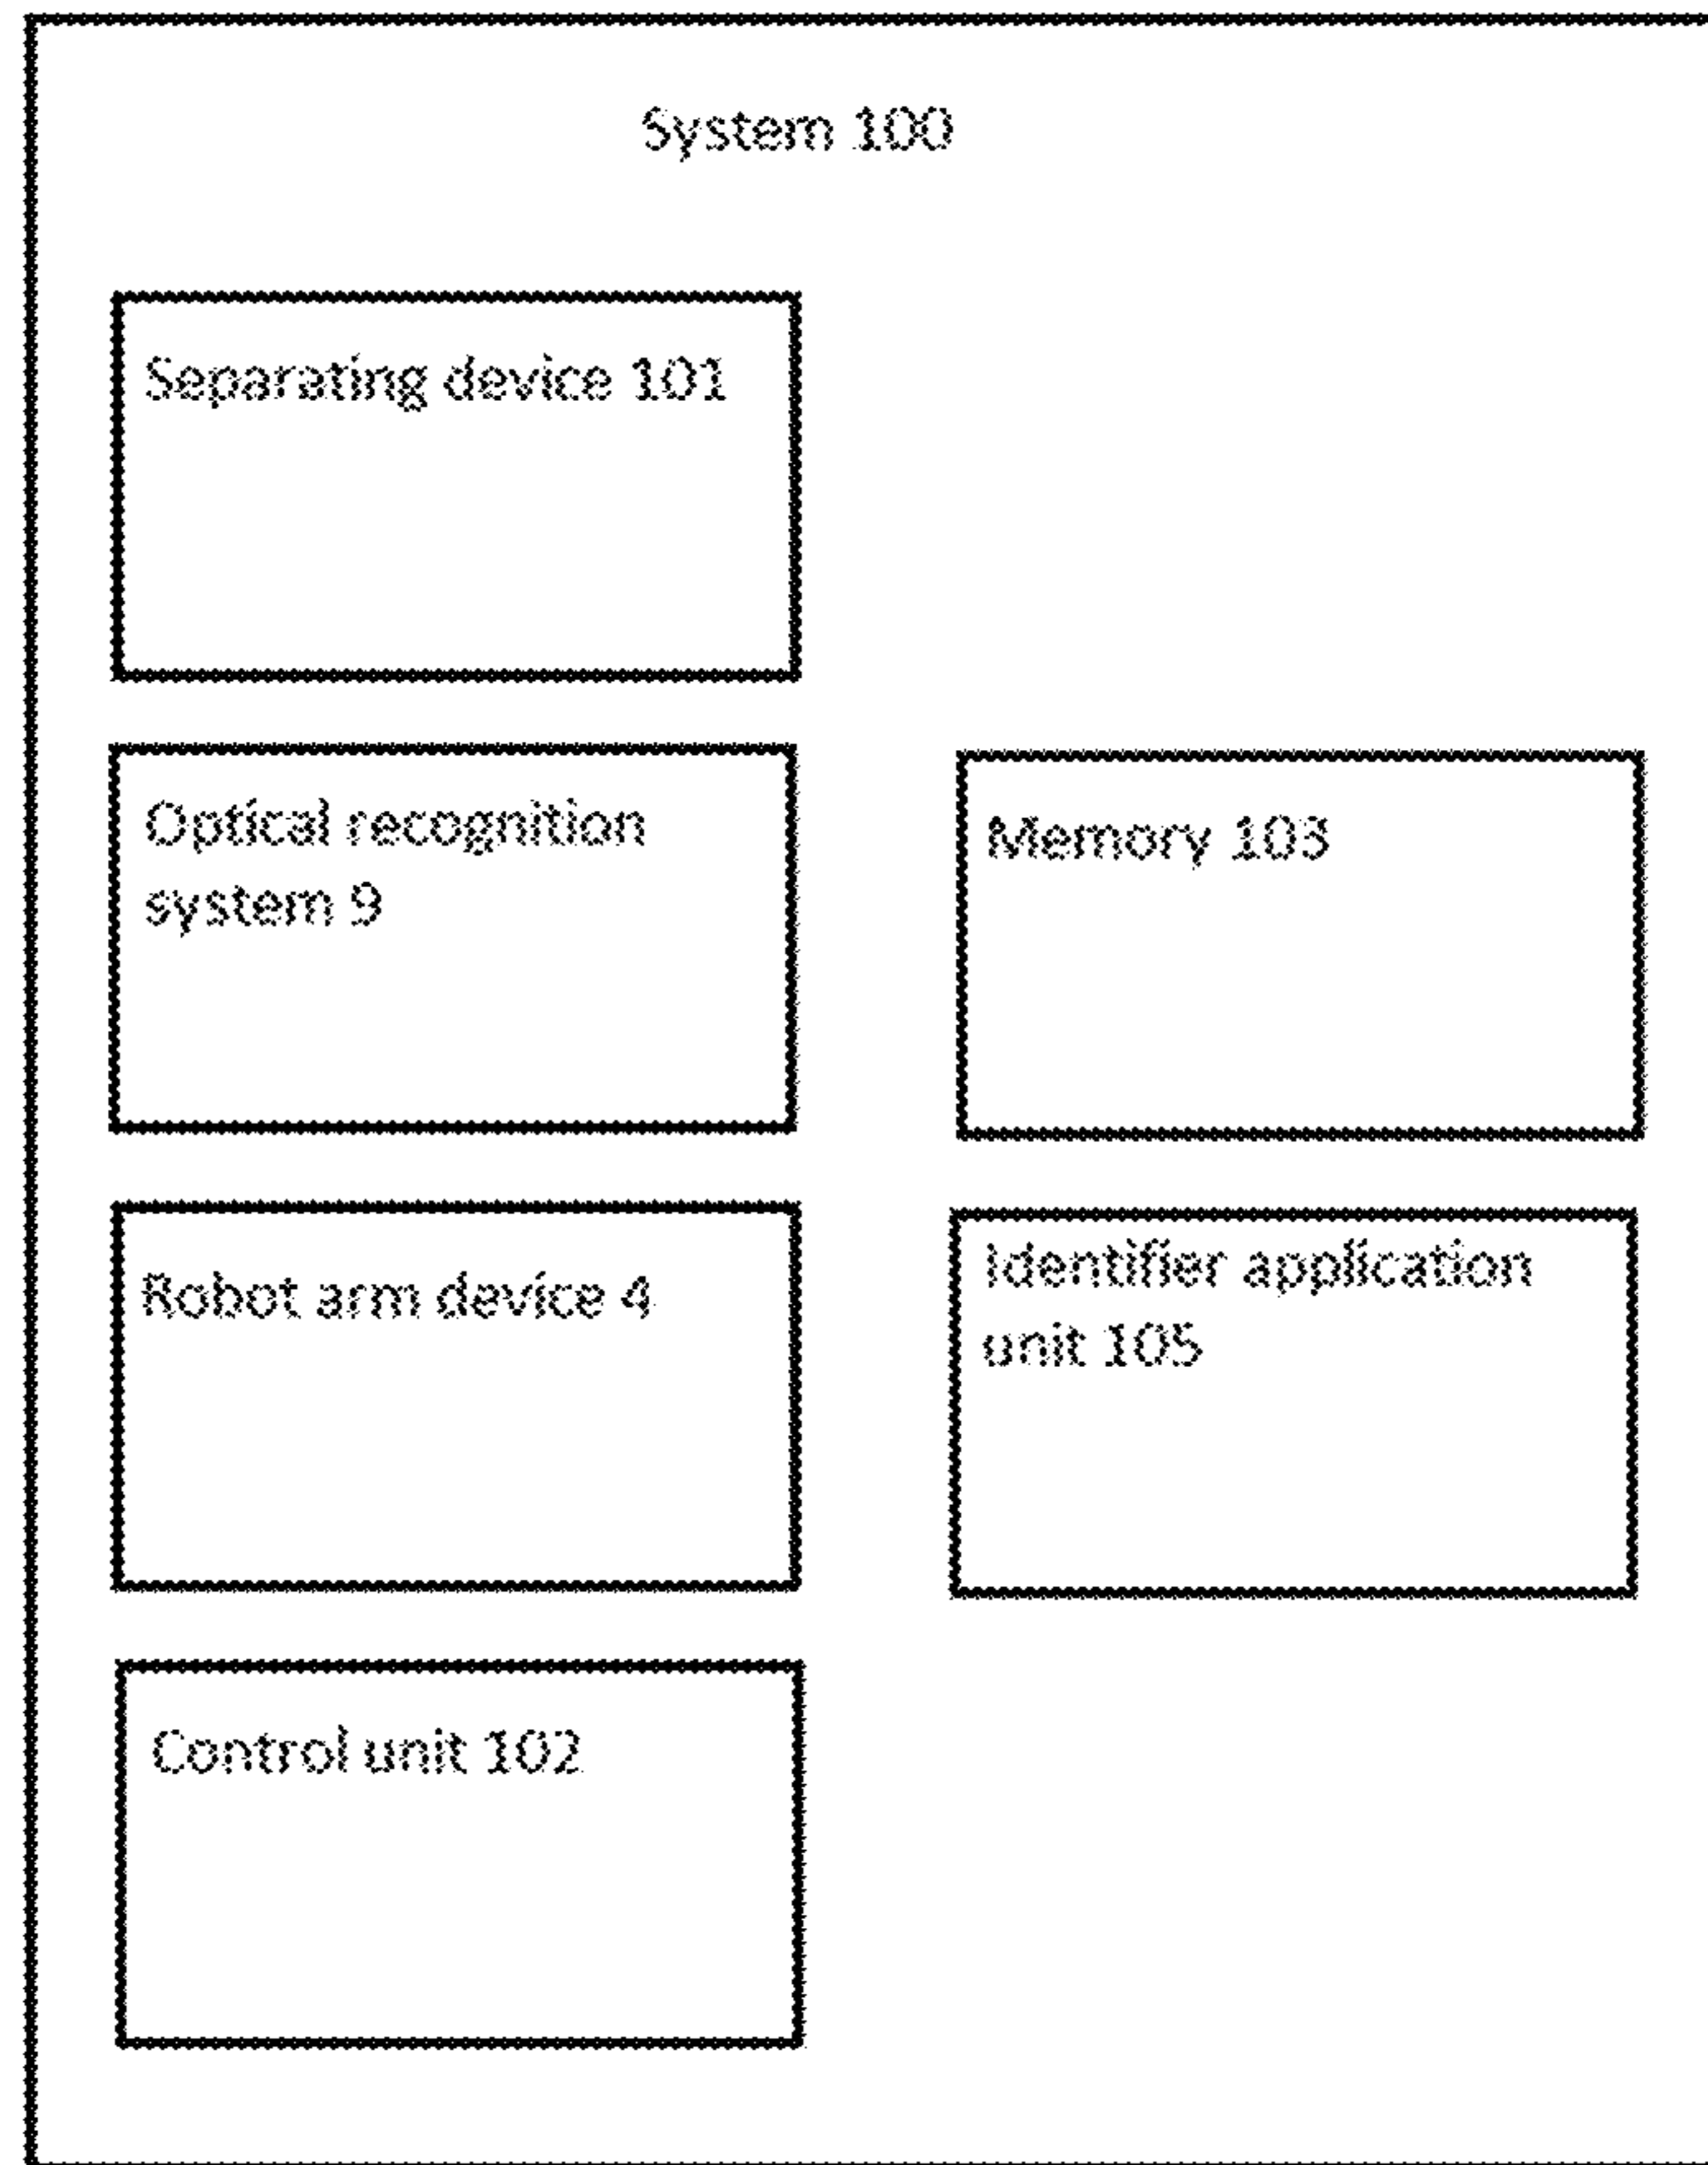 System 100
Separating device 101
Optical recognition
system 9
Memory 103
Robot arm device 4
Identifier application
unit 105
Control unit 102